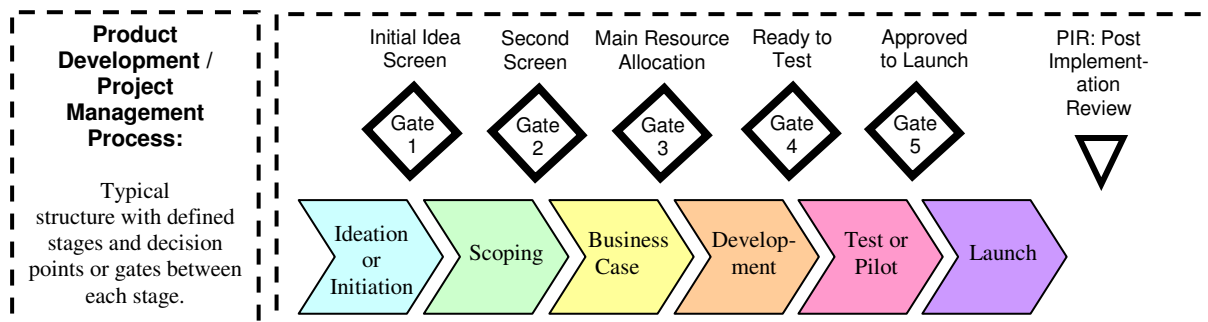 Product
Development /
Project
Management
Process:
Typical
structure with defined
stages and decision
points or gates between
each stage.
Initial Idea
Screen
Second
Screen
Main Resource
Allocation
Ready to
Test
Approved
to Launch
PIR: Post
Implement-
ation
Review
Gate
1
Gate
2
Gate
3
Gate
4
Gate
5
Ideation
or
Initiation
Scoping
Business
Case
Develop-
ment
Test or
Pilot
Launch